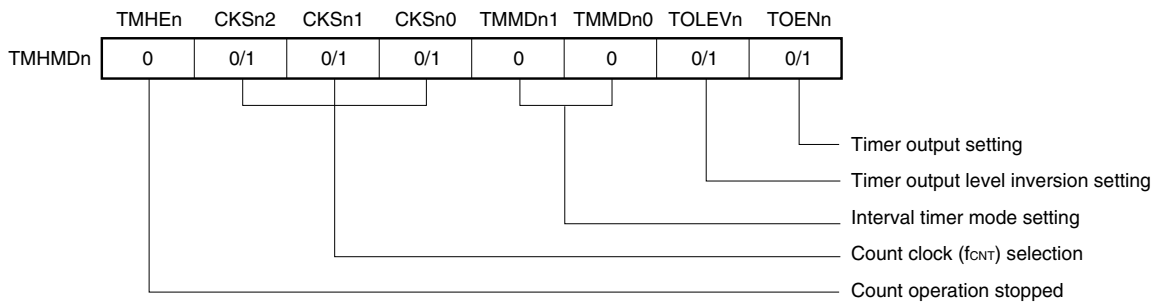 TMHEn CKSn2 CKSn1 CKSn0 TMMDn1 TMMDn0 TOLEVn TOENn
TMHMDn 0 0/1 0/1 0/1 0 0 0/1 0/1
Timer output setting
Timer output level inversion setting
Interval timer mode setting
Count clock (fCNT) selection
Count operation stopped